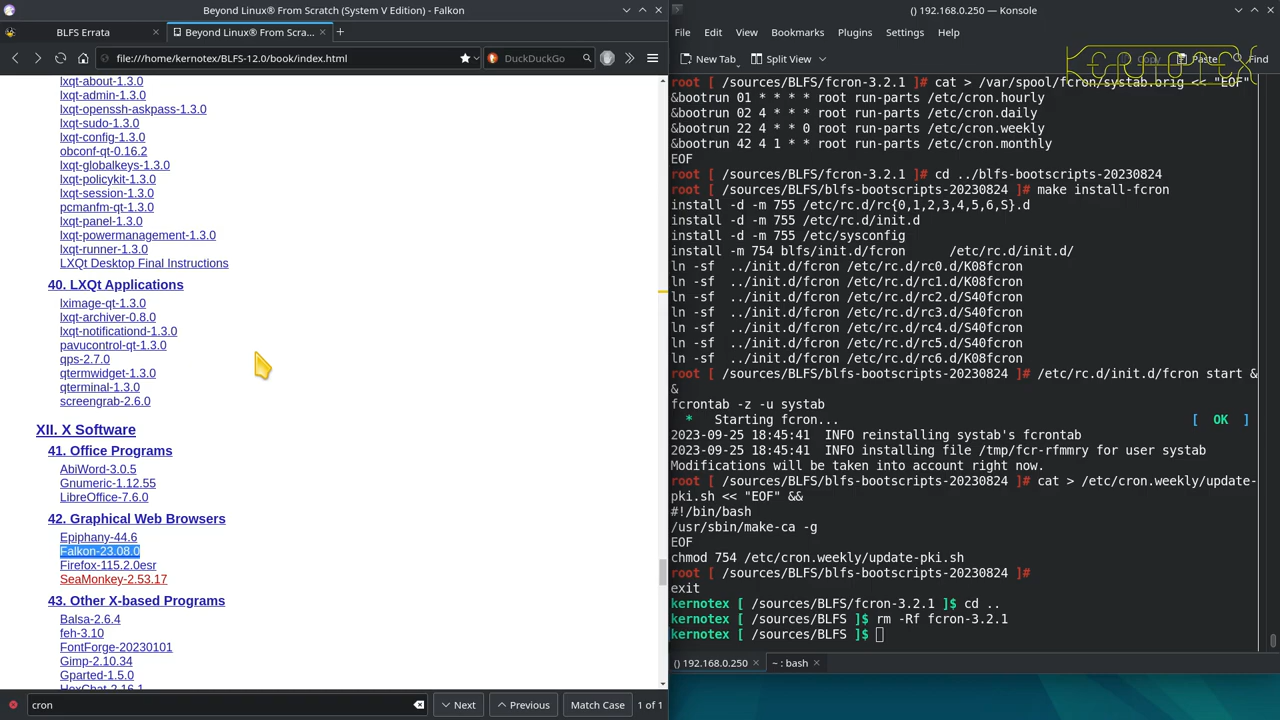 Beyond Linux® From Scratch (System V Edition) - Falkon
BLFS Errata
Beyond Linux® From Scra...
file:///home/kernotex/BLFS-12.0/book/index.html
DuckDuckGo
lxqt-about-1.3.0
lxqt-admin-1.3.0
lxqt-openssh-askpass-1.3.0
lxqt-sudo-1.3.0
lxqt-config-1.3.0
obconf-qt-0.16.2
lxqt-globalkeys-1.3.0
lxqt-policykit-1.3.0
lxqt-session-1.3.0
pcmanfm-qt-1.3.0
lxqt-panel-1.3.0
lxqt-powermanagement-1.3.0
lxqt-runner-1.3.0
LXQt Desktop Final Instructions
40. LXQt Applications
lximage-qt-1.3.0
lxqt-archiver-0.8.0
lxqt-notificationd-1.3.0
pavucontrol-qt-1.3.0
qps-2.7.0
qtermwidget-1.3.0
qterminal-1.3.0
screengrab-2.6.0
XII. X Software
41. Office Programs
AbiWord-3.0.5
Gnumeric-1.12.55
LibreOffice-7.6.0
42. Graphical Web Browsers
Epiphany-44.6
Falkon-23.08.0
Firefox-115.2.0esr
SeaMonkey-2.53.17
43. Other X-based Programs
Balsa-2.6.4
feh-3.10
FontForge-20230101
Gimp-2.10.34
Gparted-1.5.0
HexChat-2.16.1
cron
Next
Previous
Match Case
1 of 1
() 192.168.0.250 — Konsole
File Edit View Bookmarks Plugins Settings Help
New Tab Split View Copy Paste Find
KERNOTEX
root [ /sources/BLFS/fcron-3.2.1 ]# cat > /var/spool/fcron/systab.orig << "EOF"
&bootrun 01 * * * * root run-parts /etc/cron.hourly
&bootrun 02 4 * * * root run-parts /etc/cron.daily
&bootrun 22 4 * * 0 root run-parts /etc/cron.weekly
&bootrun 42 4 1 * * root run-parts /etc/cron.monthly
EOF
root [ /sources/BLFS/fcron-3.2.1 ]# cd ../blfs-bootscripts-20230824
root [ /sources/BLFS/blfs-bootscripts-20230824 ]# make install-fcron
install -d -m 755 /etc/rc.d/rc{0,1,2,3,4,5,6,S}.d
install -d -m 755 /etc/rc.d/init.d
install -d -m 755 /etc/sysconfig
install -m 754 blfs/init.d/fcron      /etc/rc.d/init.d/
ln -sf  ../init.d/fcron /etc/rc.d/rc0.d/K08fcron
ln -sf  ../init.d/fcron /etc/rc.d/rc1.d/K08fcron
ln -sf  ../init.d/fcron /etc/rc.d/rc2.d/S40fcron
ln -sf  ../init.d/fcron /etc/rc.d/rc3.d/S40fcron
ln -sf  ../init.d/fcron /etc/rc.d/rc4.d/S40fcron
ln -sf  ../init.d/fcron /etc/rc.d/rc5.d/S40fcron
ln -sf  ../init.d/fcron /etc/rc.d/rc6.d/K08fcron
root [ /sources/BLFS/blfs-bootscripts-20230824 ]# /etc/rc.d/init.d/fcron start &
&
fcrontab -z -u systab
*   Starting fcron... [  OK  ]
2023-09-25 18:45:41  INFO reinstalling systab's fcrontab
2023-09-25 18:45:41  INFO installing file /tmp/fcr-rfmmry for user systab
Modifications will be taken into account right now.
root [ /sources/BLFS/blfs-bootscripts-20230824 ]# cat > /etc/cron.weekly/update-
pki.sh << "EOF" &&
#!/bin/bash
/usr/sbin/make-ca -g
EOF
chmod 754 /etc/cron.weekly/update-pki.sh
root [ /sources/BLFS/blfs-bootscripts-20230824 ]#
exit
kernotex [ /sources/BLFS/fcron-3.2.1 ]$ cd ..
kernotex [ /sources/BLFS ]$ rm -Rf fcron-3.2.1
kernotex [ /sources/BLFS ]$
() 192.168.0.250
~ : bash